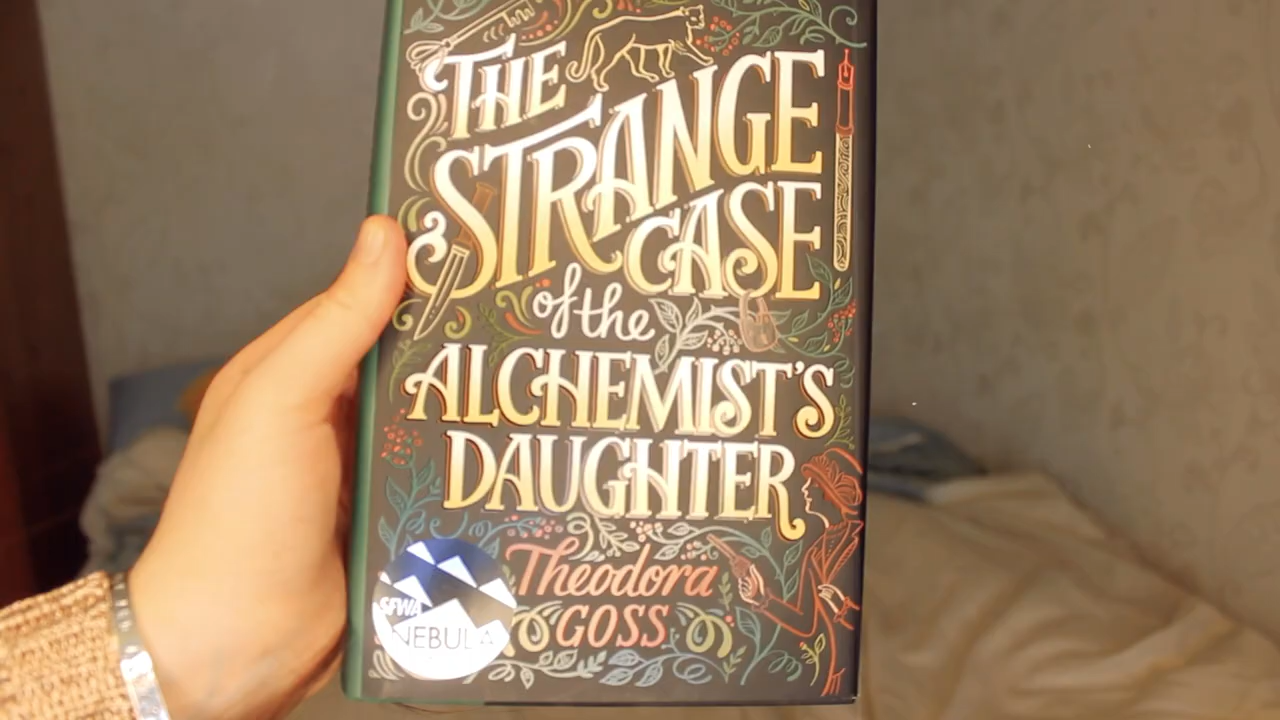 THE
STRANGE
CASE
of the
ALCHEMIST'S
DAUGHTER
Theodora
GOSS
SFWA
NEBULA